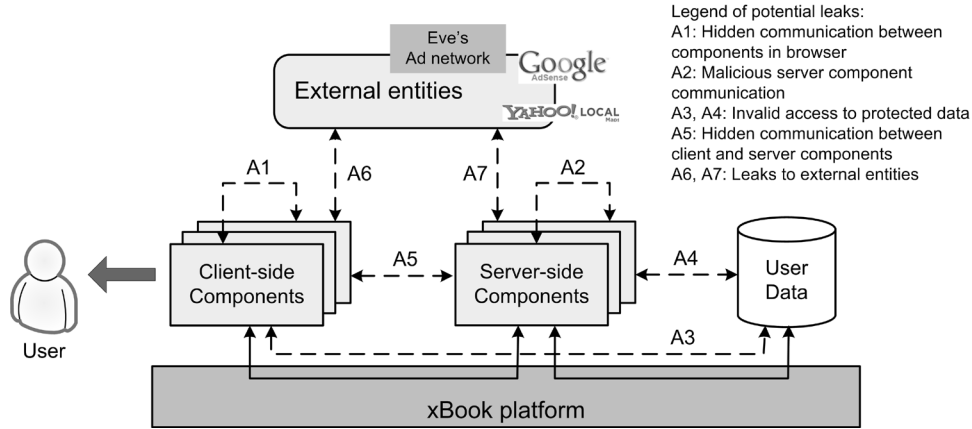 Legend of potential leaks:
A1: Hidden communication between
components in browser
A2: Malicious server component
communication
A3, A4: Invalid access to protected data
A5: Hidden communication between
client and server components
A6, A7: Leaks to external entities
Eve's
Ad network
Google
AdSense
External entities
YAHOO! LOCAL
Maps
A1
A6
A7
A2
Client-side
Components
A5
Server-side
Components
A4
User
Data
User
A3
xBook platform